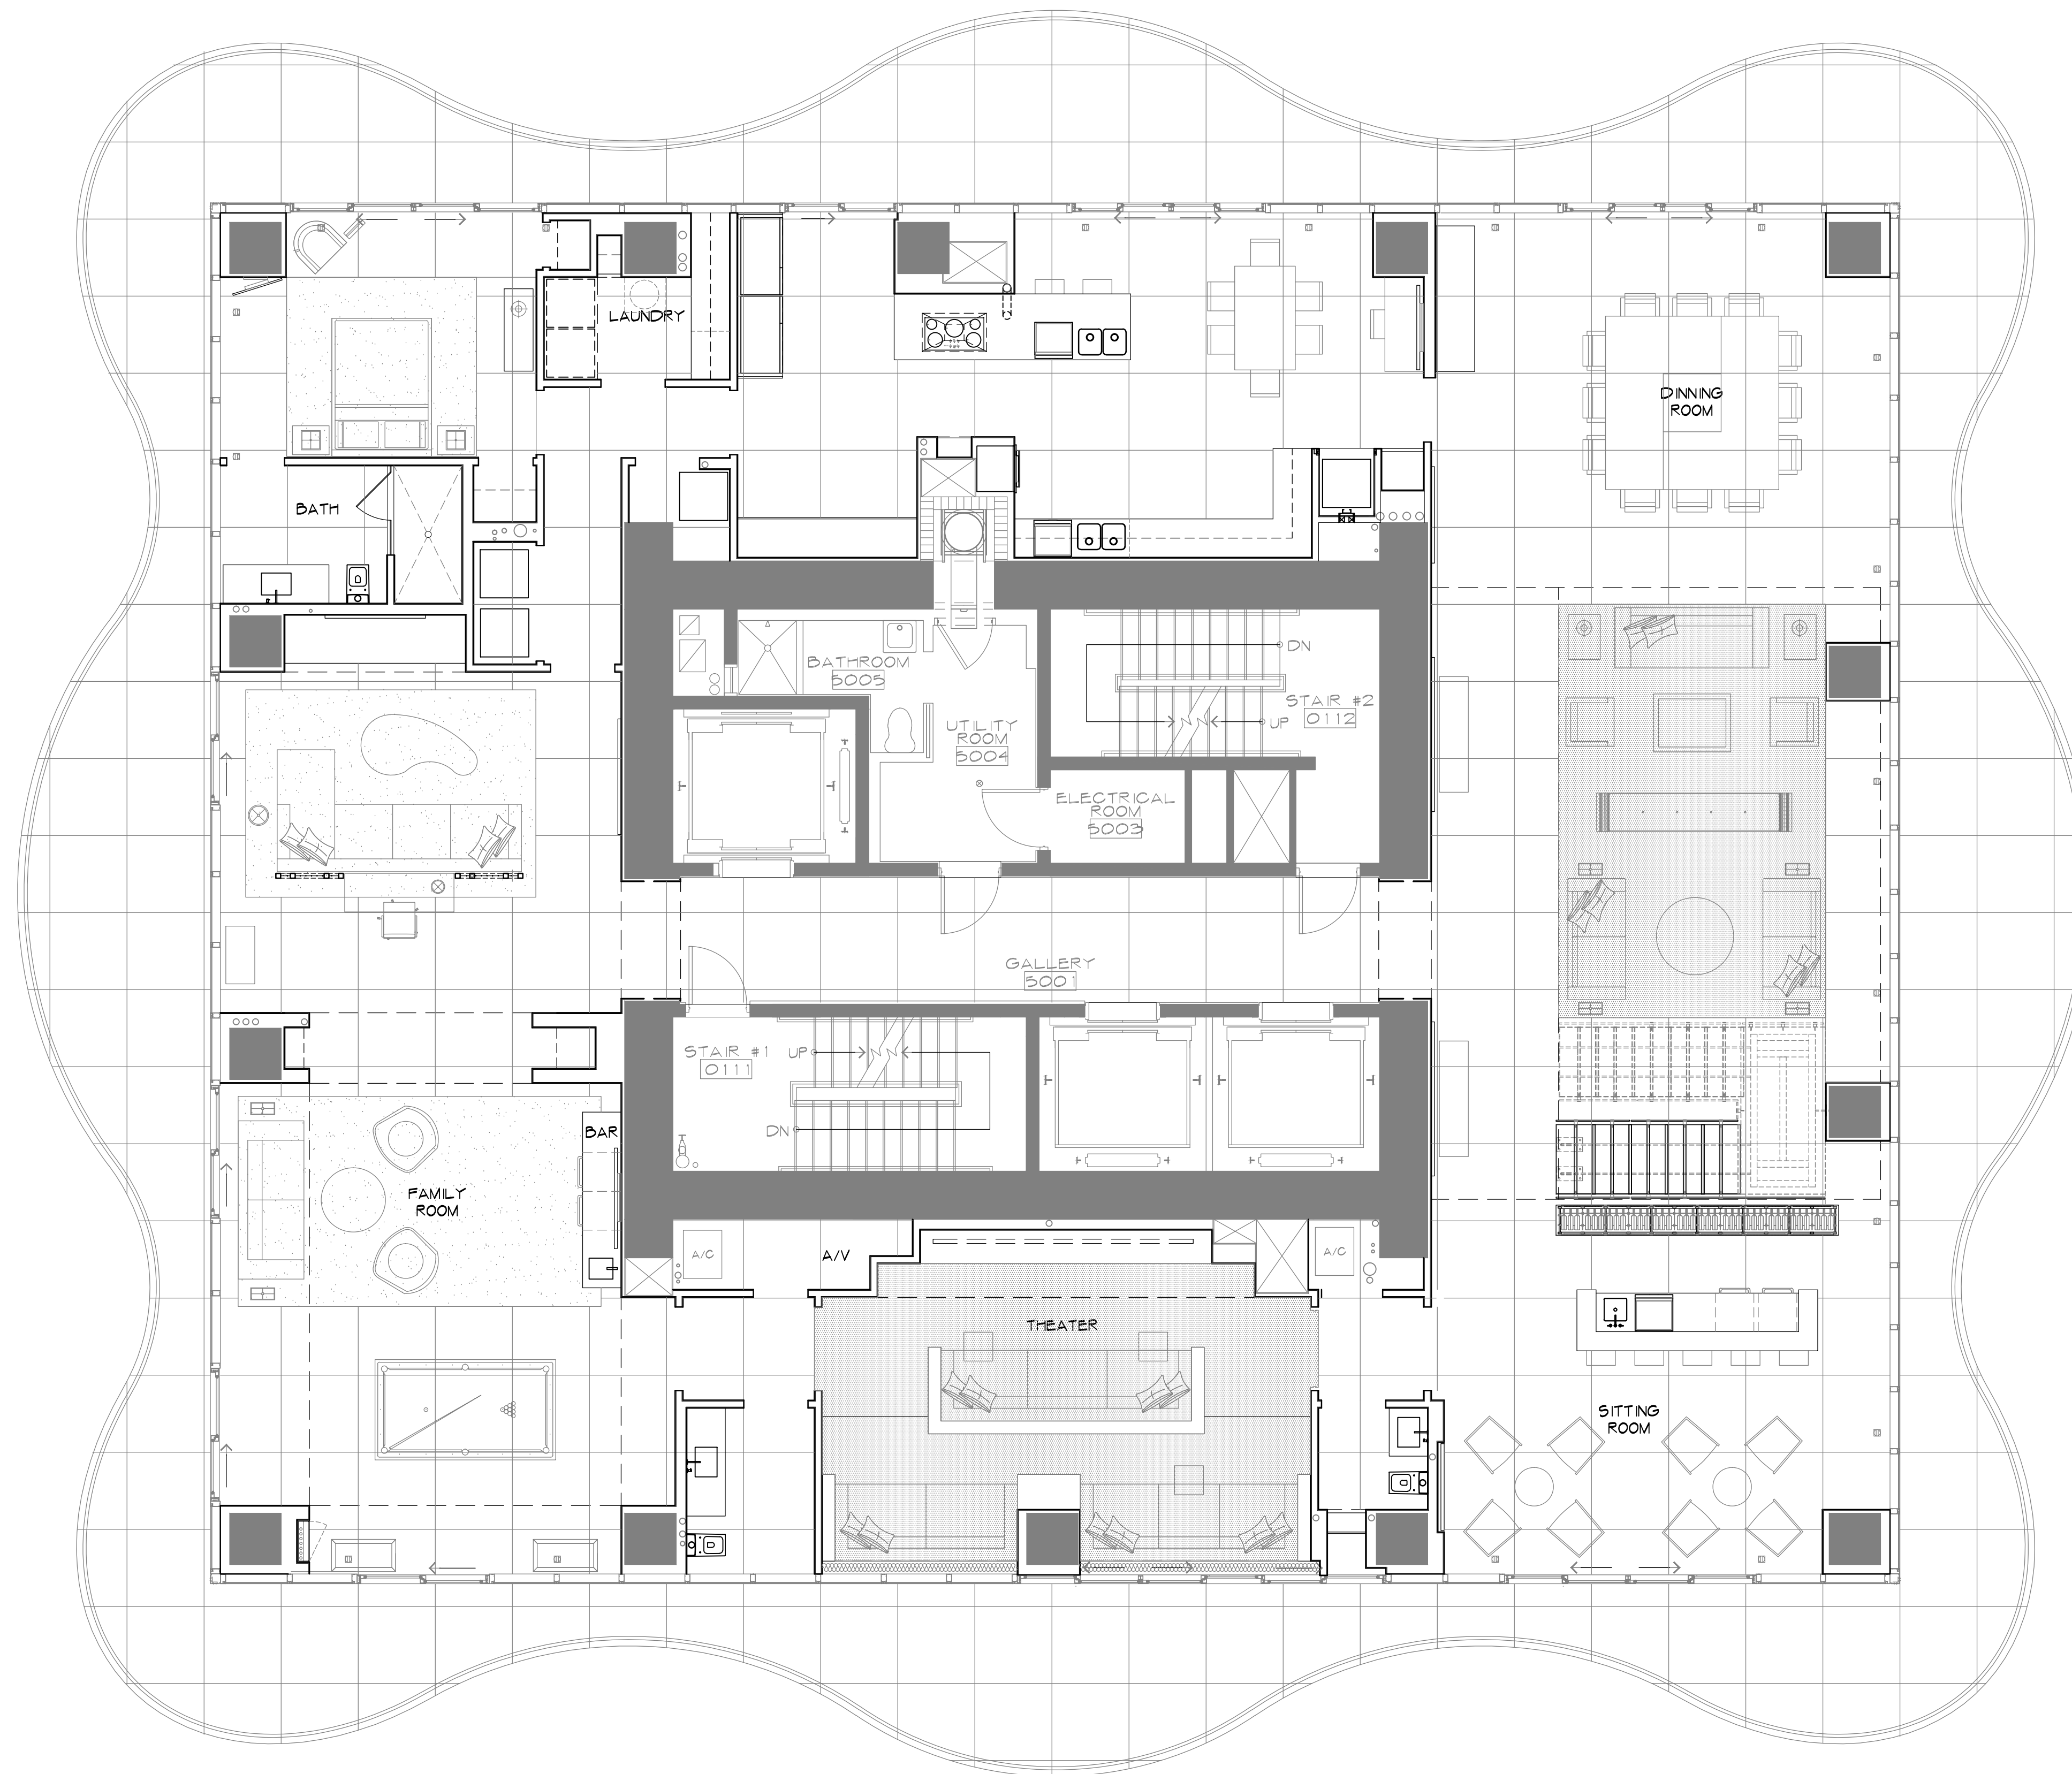 LAUNDRY
DINNING
ROOM
BATH
BATHROOM
5005
UTILITY
ROOM
5004
DN
STAIR #2
0112
UP
ELECTRICAL
ROOM
5003
GALLERY
5001
STAIR #1
0111
UP
DN
BAR
FAMILY
ROOM
A/C
A/V
A/C
THEATER
SITTING
ROOM